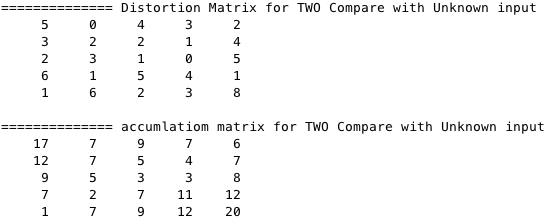 ============== Distortion Matrix for TWO Compare with Unknown input
5 0 4 3 2
3 2 2 1 4
2 3 1 0 5
6 1 5 4 1
1 6 2 3 8
============== accumlatiom matrix for TWO Compare with Unknown input
17 7 9 7 6
12 7 5 4 7
9 5 3 3 8
7 2 7 11 12
1 7 9 12 20